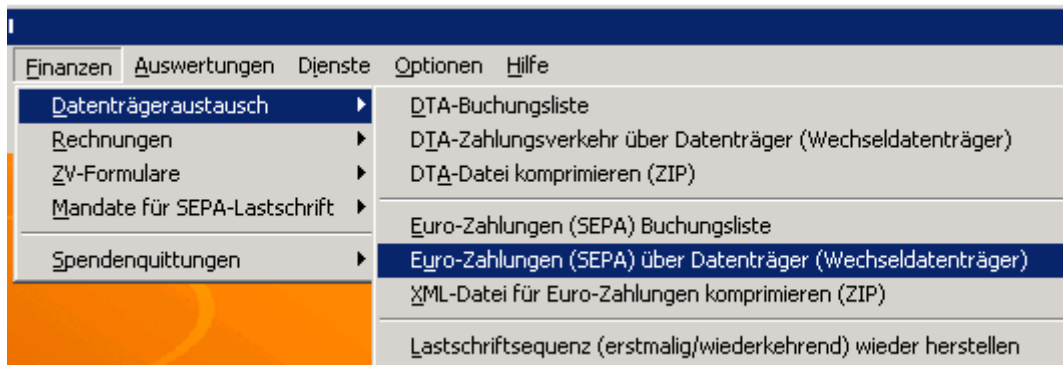 Finanzen Auswertungen Dienste Optionen Hilfe
Datenträgeraustausch
Rechnungen
ZV-Formulare
Mandate für SEPA-Lastschrift
Spendenquittungen
DTA-Buchungsliste
DTA-Zahlungsverkehr über Datenträger (Wechseldatenträger)
DTA-Datei komprimieren (ZIP)
Euro-Zahlungen (SEPA) Buchungsliste
Euro-Zahlungen (SEPA) über Datenträger (Wechseldatenträger)
XML-Datei für Euro-Zahlungen komprimieren (ZIP)
Lastschriftsequenz (erstmalig/wiederkehrend) wieder herstellen